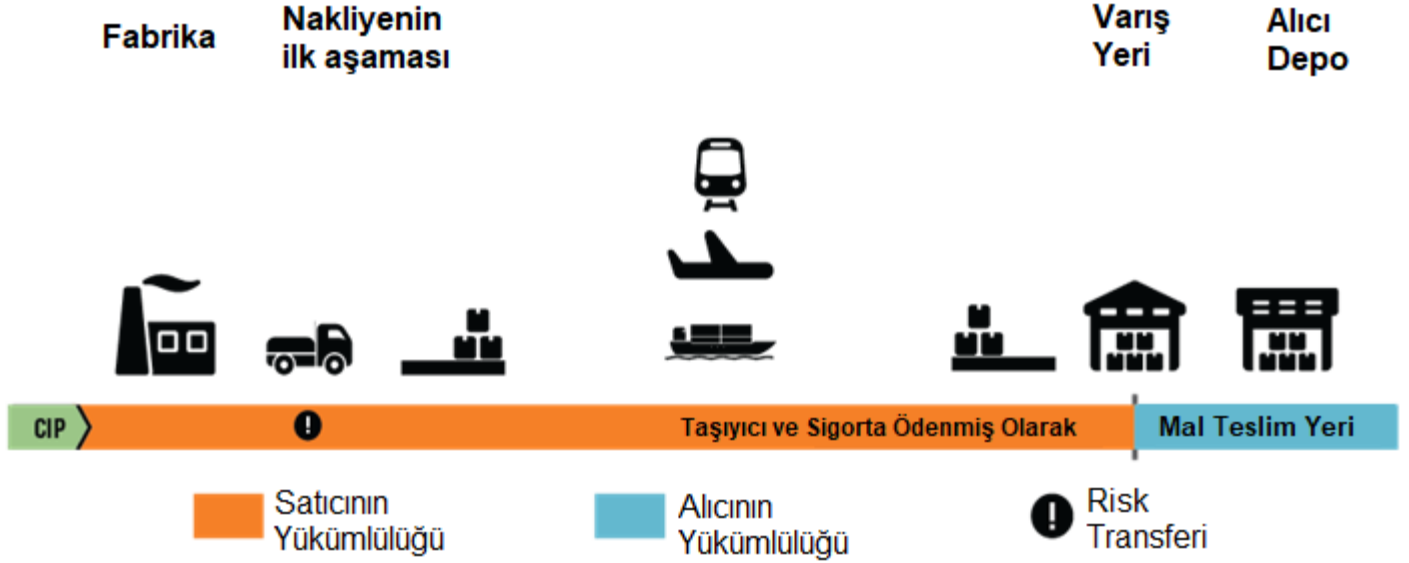 Fabrika
Nakliyenin
ilk aşaması
Varış
Yeri
Alıcı
Depo
CIP
Taşıyıcı ve Sigorta Ödenmiş Olarak
Mal Teslim Yeri
Satıcının
Yükümlülüğü
Alıcının
Yükümlülüğü
Risk
Transferi